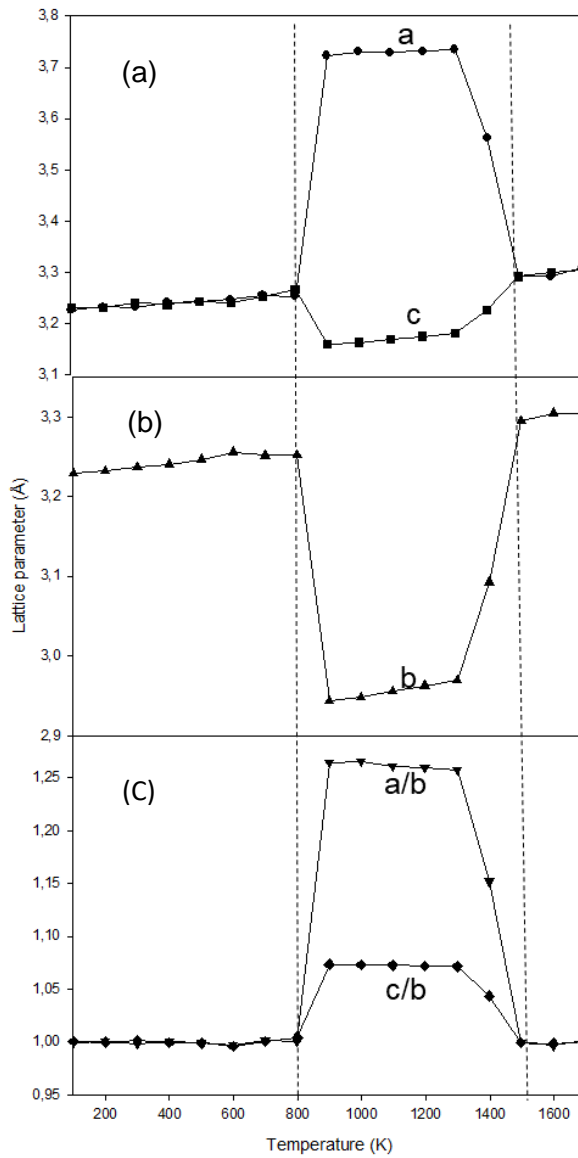 3,8
(a)
a
3,7
3,6
3,5
3,4
3,3
c
3,2
3,1
(b)
3,3
3,2
3,1
3,0
b
2,9
Lattice parameter (Å)
1,25
(C)
a/b
1,20
1,15
1,10
c/b
1,05
1,00
0,95
200 400 600 800 1000 1200 1400 1600
Temperature (K)